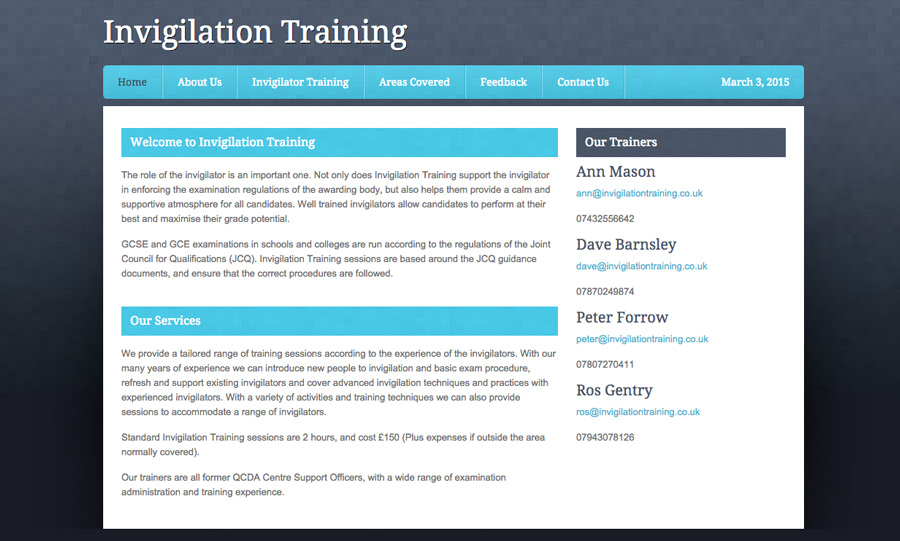 Invigilation Training
Home About Us Invigilator Training Areas Covered Feedback Contact Us March 3, 2015
Welcome to Invigilation Training
The role of the invigilator is an important one. Not only does Invigilation Training support the invigilator
in enforcing the examination regulations of the awarding body, but also helps them provide a calm and
supportive atmosphere for all candidates. Well trained invigilators allow candidates to perform at their
best and maximise their grade potential.
GCSE and GCE examinations in schools and colleges are run according to the regulations of the Joint
Council for Qualifications (JCQ). Invigilation Training sessions are based around the JCQ guidance
documents, and ensure that the correct procedures are followed.
Our Services
We provide a tailored range of training sessions according to the experience of the invigilators. With our
many years of experience we can introduce new people to invigilation and basic exam procedure,
refresh and support existing invigilators and cover advanced invigilation techniques and practices with
experienced invigilators. With a variety of activities and training techniques we can also provide
sessions to accommodate a range of invigilators.
Standard Invigilation Training sessions are 2 hours, and cost £150 (Plus expenses if outside the area
normally covered).
Our trainers are all former QCDA Centre Support Officers, with a wide range of examination
administration and training experience.
Our Trainers
Ann Mason
ann@invigilationtraining.co.uk
07432556642
Dave Barnsley
dave@invigilationtraining.co.uk
07870249874
Peter Forrow
peter@invigilationtraining.co.uk
07807270411
Ros Gentry
ros@invigilationtraining.co.uk
07943078126